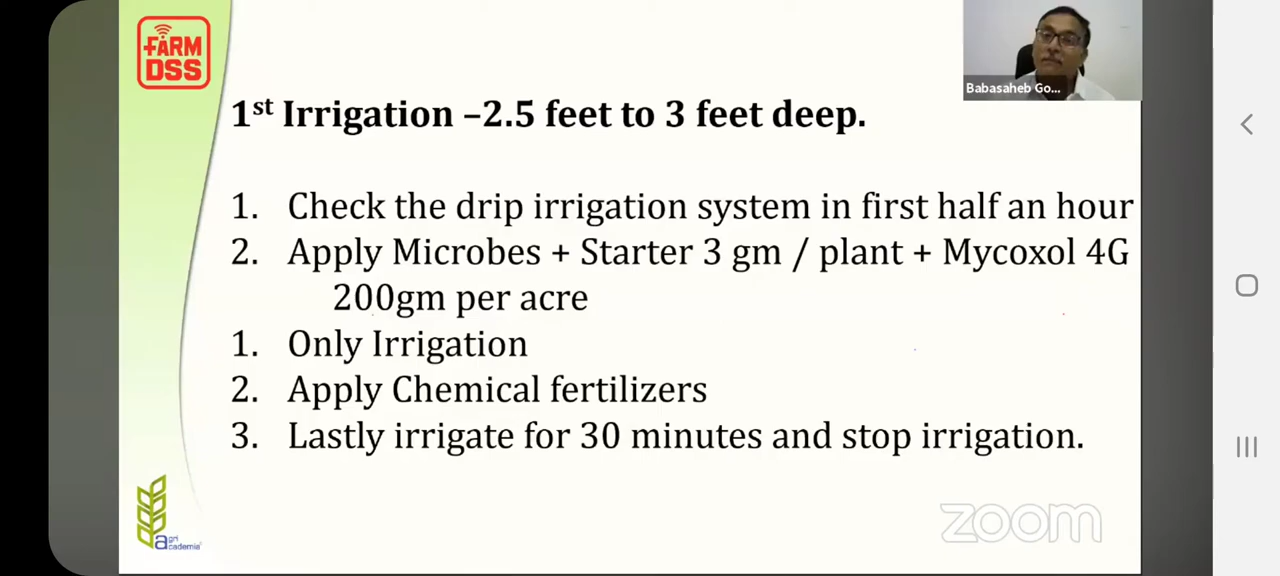 FARM
DSS
Babasaheb Go...
1st Irrigation –2.5 feet to 3 feet deep.
1. Check the drip irrigation system in first half an hour
2. Apply Microbes + Starter 3 gm / plant + Mycoxol 4G
200gm per acre
1. Only Irrigation
2. Apply Chemical fertilizers
3. Lastly irrigate for 30 minutes and stop irrigation.
agri
academia
zoom